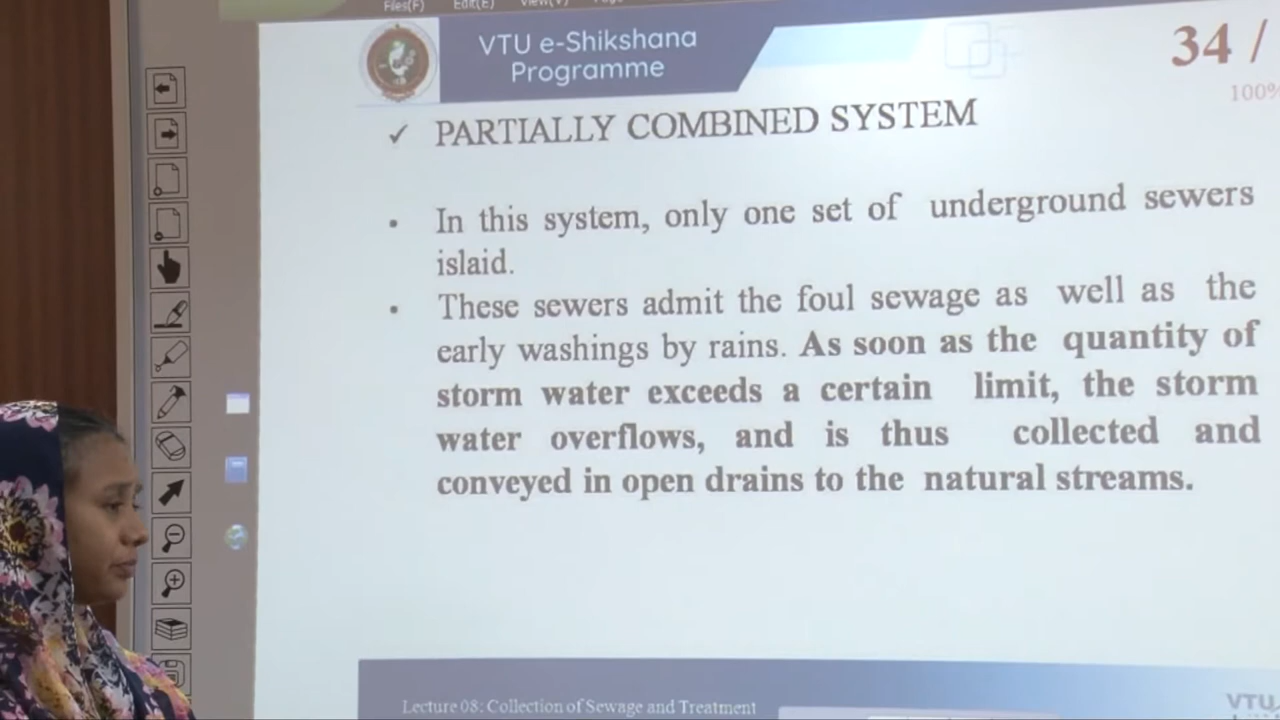 Files(F) Edit(E) View(V)
VTU e-Shikshana
Programme
34 /
100%
✓ PARTIALLY COMBINED SYSTEM
• In this system, only one set of underground sewers
islaid.
• These sewers admit the foul sewage as well as the
early washings by rains. As soon as the quantity of
storm water exceeds a certain limit, the storm
water overflows, and is thus collected and
conveyed in open drains to the natural streams.
Lecture 08: Collection of Sewage and Treatment
VTU